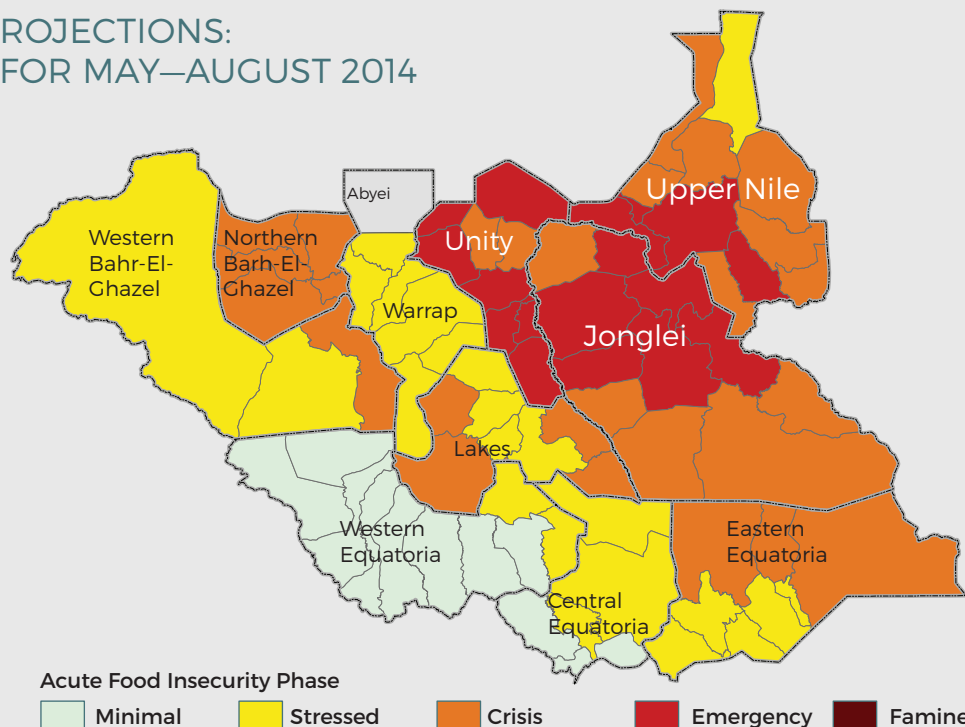 ROJECTIONS:
FOR MAY—AUGUST 2014
Abyei
Upper Nile
Unity
Western
Bahr-El-
Ghazel
Northern
Barh-El-
Ghazel
Warrap
Jonglei
Lakes
Western
Equatoria
Eastern
Equatoria
Central
Equatoria
Acute Food Insecurity Phase
Minimal
Stressed
Crisis
Emergency
Famine